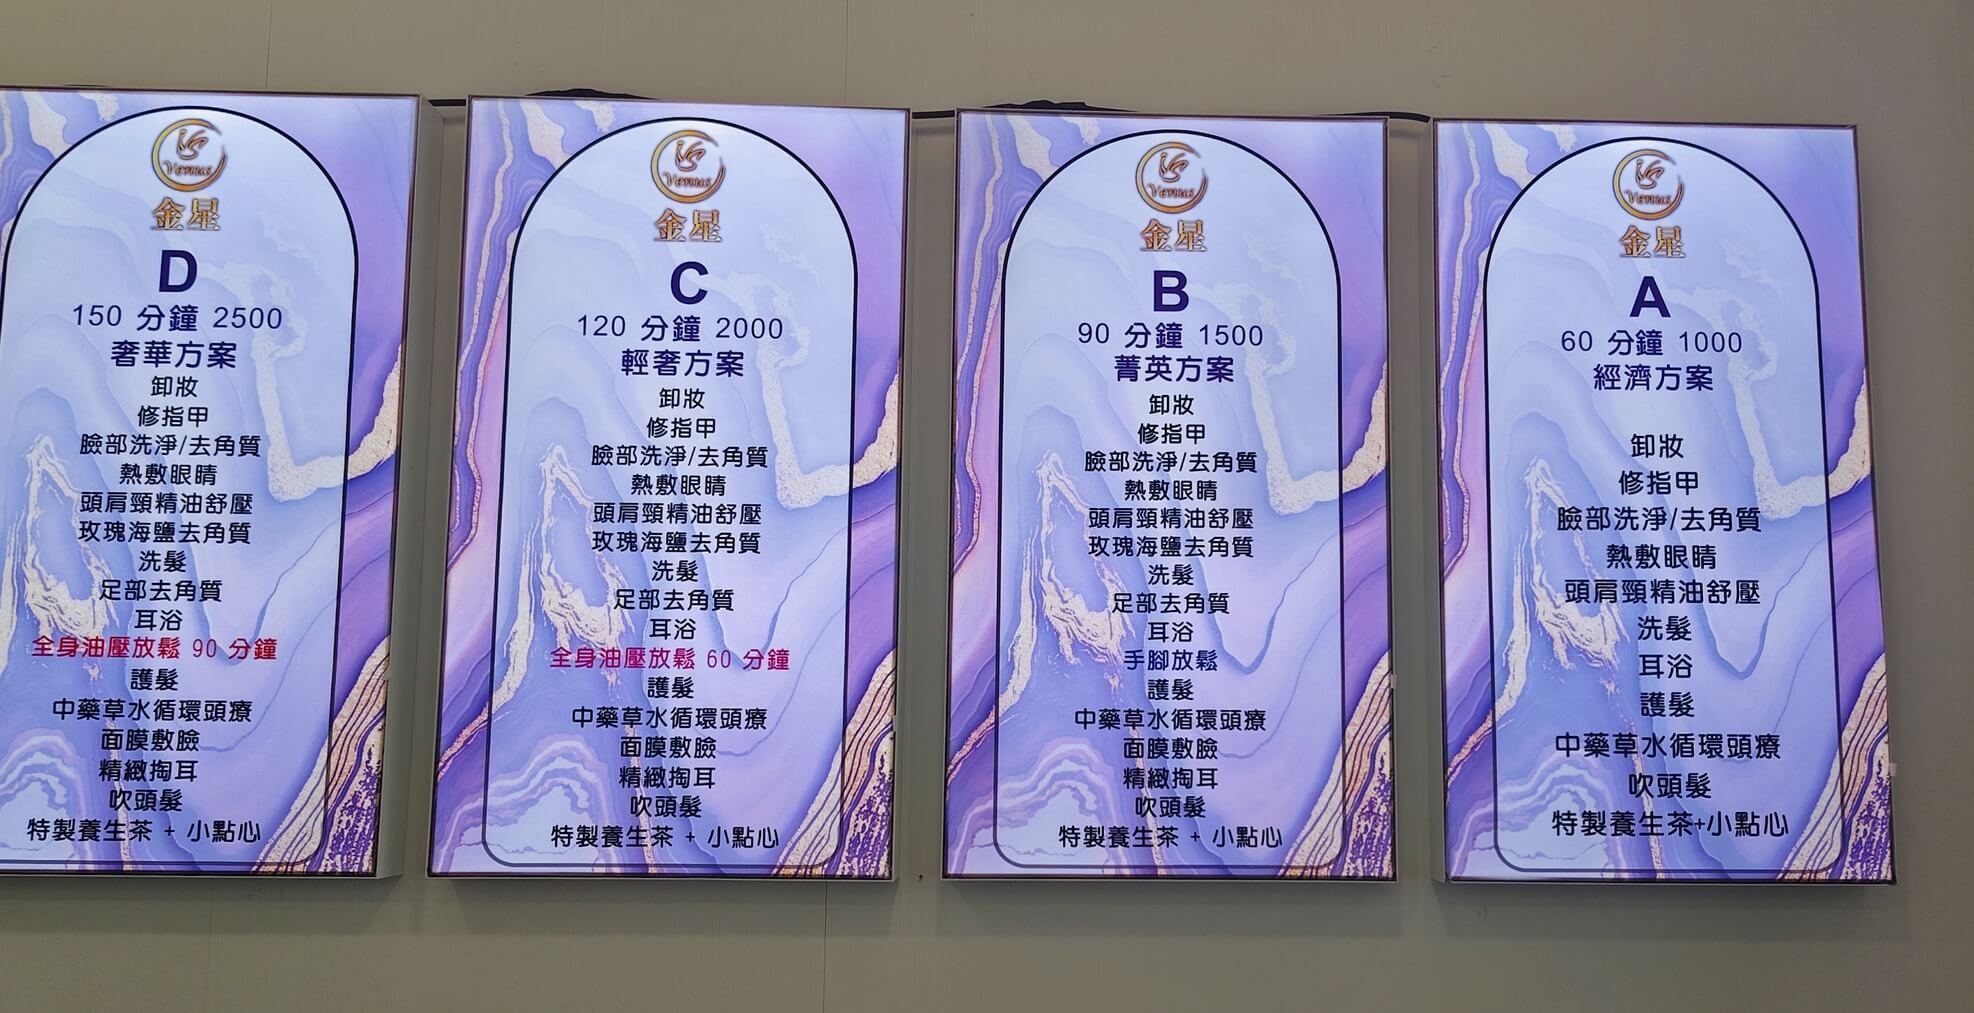 Venus
金星
D
150 分鐘 2500
奢華方案
卸妝
修指甲
臉部洗淨/去角質
熱敷眼睛
頭肩頸精油舒壓
玫瑰海鹽去角質
洗髮
足部去角質
耳浴
全身油壓放鬆 90 分鐘
護髮
中藥草水循環頭療
面膜敷臉
精緻掏耳
吹頭髮
特製養生茶 + 小點心
Venus
金星
C
120 分鐘 2000
輕奢方案
卸妝
修指甲
臉部洗淨/去角質
熱敷眼睛
頭肩頸精油舒壓
玫瑰海鹽去角質
洗髮
足部去角質
耳浴
全身油壓放鬆 60 分鐘
護髮
中藥草水循環頭療
面膜敷臉
精緻掏耳
吹頭髮
特製養生茶 + 小點心
Venus
金星
B
90 分鐘 1500
菁英方案
卸妝
修指甲
臉部洗淨/去角質
熱敷眼睛
頭肩頸精油舒壓
玫瑰海鹽去角質
洗髮
足部去角質
耳浴
手腳放鬆
護髮
中藥草水循環頭療
面膜敷臉
精緻掏耳
吹頭髮
特製養生茶 + 小點心
Venus
金星
A
60 分鐘 1000
經濟方案
卸妝
修指甲
臉部洗淨/去角質
熱敷眼睛
頭肩頸精油舒壓
洗髮
耳浴
護髮
中藥草水循環頭療
吹頭髮
特製養生茶+小點心